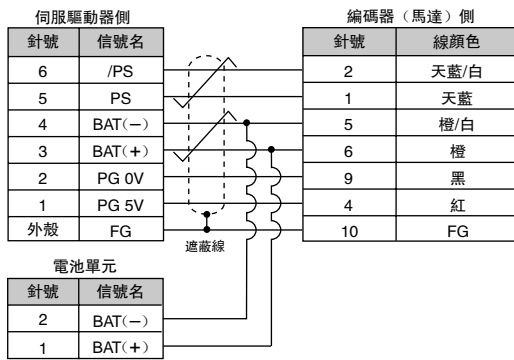 伺服驅動器側 編碼器（馬達）側
針號 信號名 針號 線顏色
6 /PS 2 天藍/白
5 PS 1 天藍
4 BAT(−) 5 橙/白
3 BAT(+) 6 橙
2 PG 0V 9 黑
1 PG 5V 4 紅
外殼 FG 10 FG
遮蔽線
電池單元
針號 信號名
2 BAT(−)
1 BAT(+)